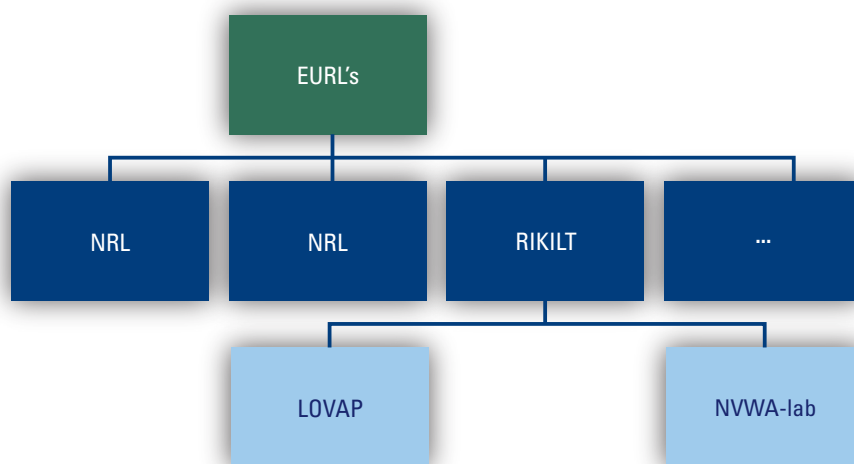 EURL's
NRL
NRL
RIKILT
...
LOVAP
NVWA-lab